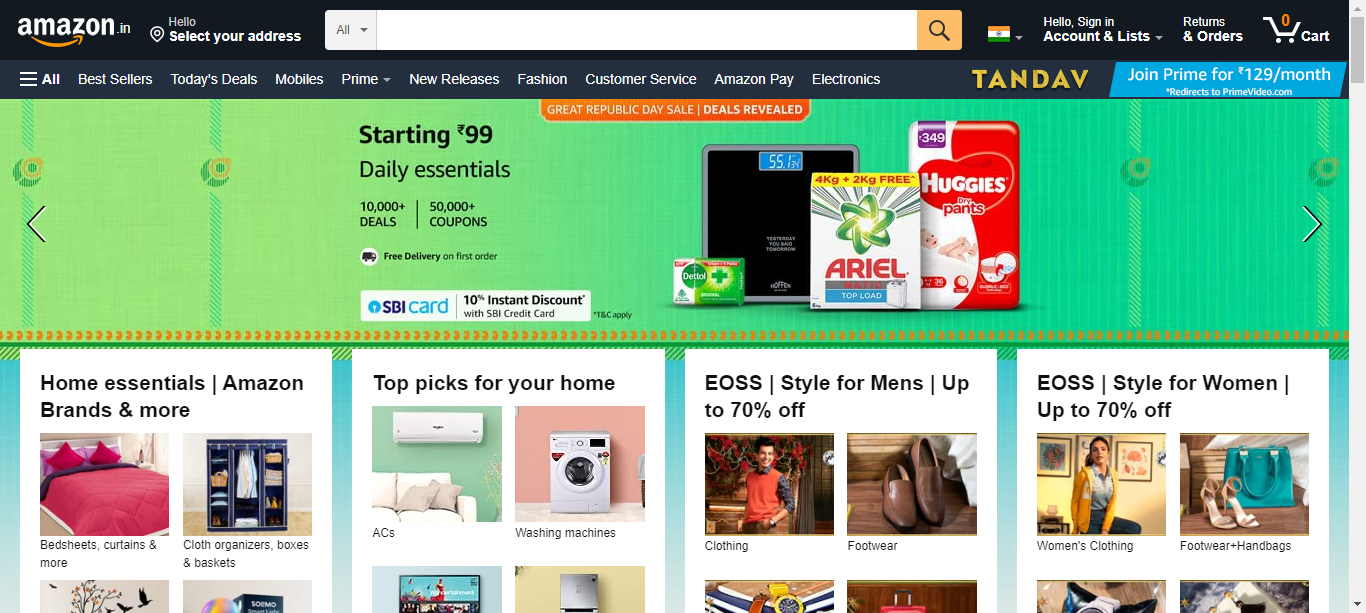 amazon.in
Hello
Select your address
All
Hello, Sign in
Account & Lists
Returns
& Orders
0
Cart
All
Best Sellers
Today's Deals
Mobiles
Prime
New Releases
Fashion
Customer Service
Amazon Pay
Electronics
TANDAV
Join Prime for ₹129/month
*Redirects to PrimeVideo.com
GREAT REPUBLIC DAY SALE | DEALS REVEALED
Starting ₹99
Daily essentials
10,000+
DEALS
50,000+
COUPONS
Free Delivery on first order
SBI card
10% Instant Discount*
with SBI Credit Card
*T&C apply
55.1
YESTERDAY
YOU SAID
TOMORROW
HOFFEN
Dettol
ORIGINAL
4Kg + 2Kg FREE^
ARIEL
MATIC
TOP LOAD
₹349
HUGGIES
Dry
pants
Home essentials | Amazon
Brands & more
Bedsheets, curtains &
more
Cloth organizers, boxes
& baskets
SOEMO
Top picks for your home
ACs
Washing machines
EOSS | Style for Mens | Up
to 70% off
Clothing
Footwear
EOSS | Style for Women |
Up to 70% off
Women's Clothing
Footwear+Handbags